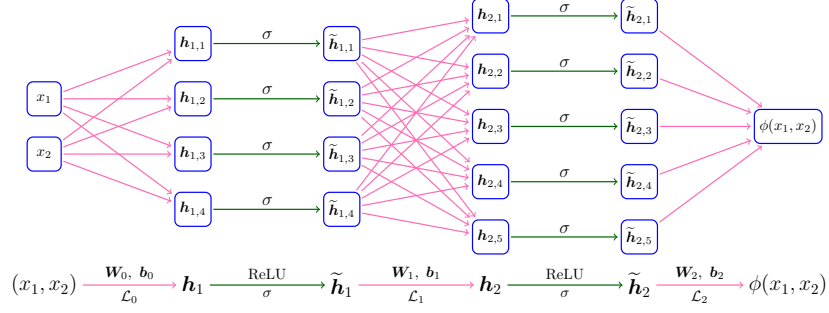 h₂,₁ σ h̃₂,₁
h₁,₁ σ h̃₁,₁
h₂,₂ σ h̃₂,₂
x₁ h₁,₂ σ h̃₁,₂
h₂,₃ σ h̃₂,₃ ϕ(x₁, x₂)
x₂ h₁,₃ σ h̃₁,₃
h₂,₄ σ h̃₂,₄
h₁,₄ σ h̃₁,₄
h₂,₅ σ h̃₂,₅
W₀, b₀ ReLU W₁, b₁ ReLU W₂, b₂
(x₁, x₂) h₁ h̃₁ h₂ h̃₂ ϕ(x₁, x₂)
ℒ₀ σ ℒ₁ σ ℒ₂